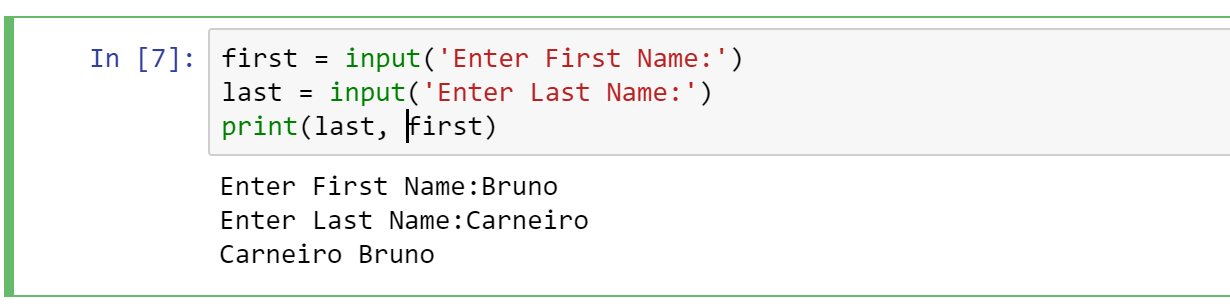 In [7]: first = input('Enter First Name:')
last = input('Enter Last Name:')
print(last, first)
Enter First Name:Bruno
Enter Last Name:Carneiro
Carneiro Bruno